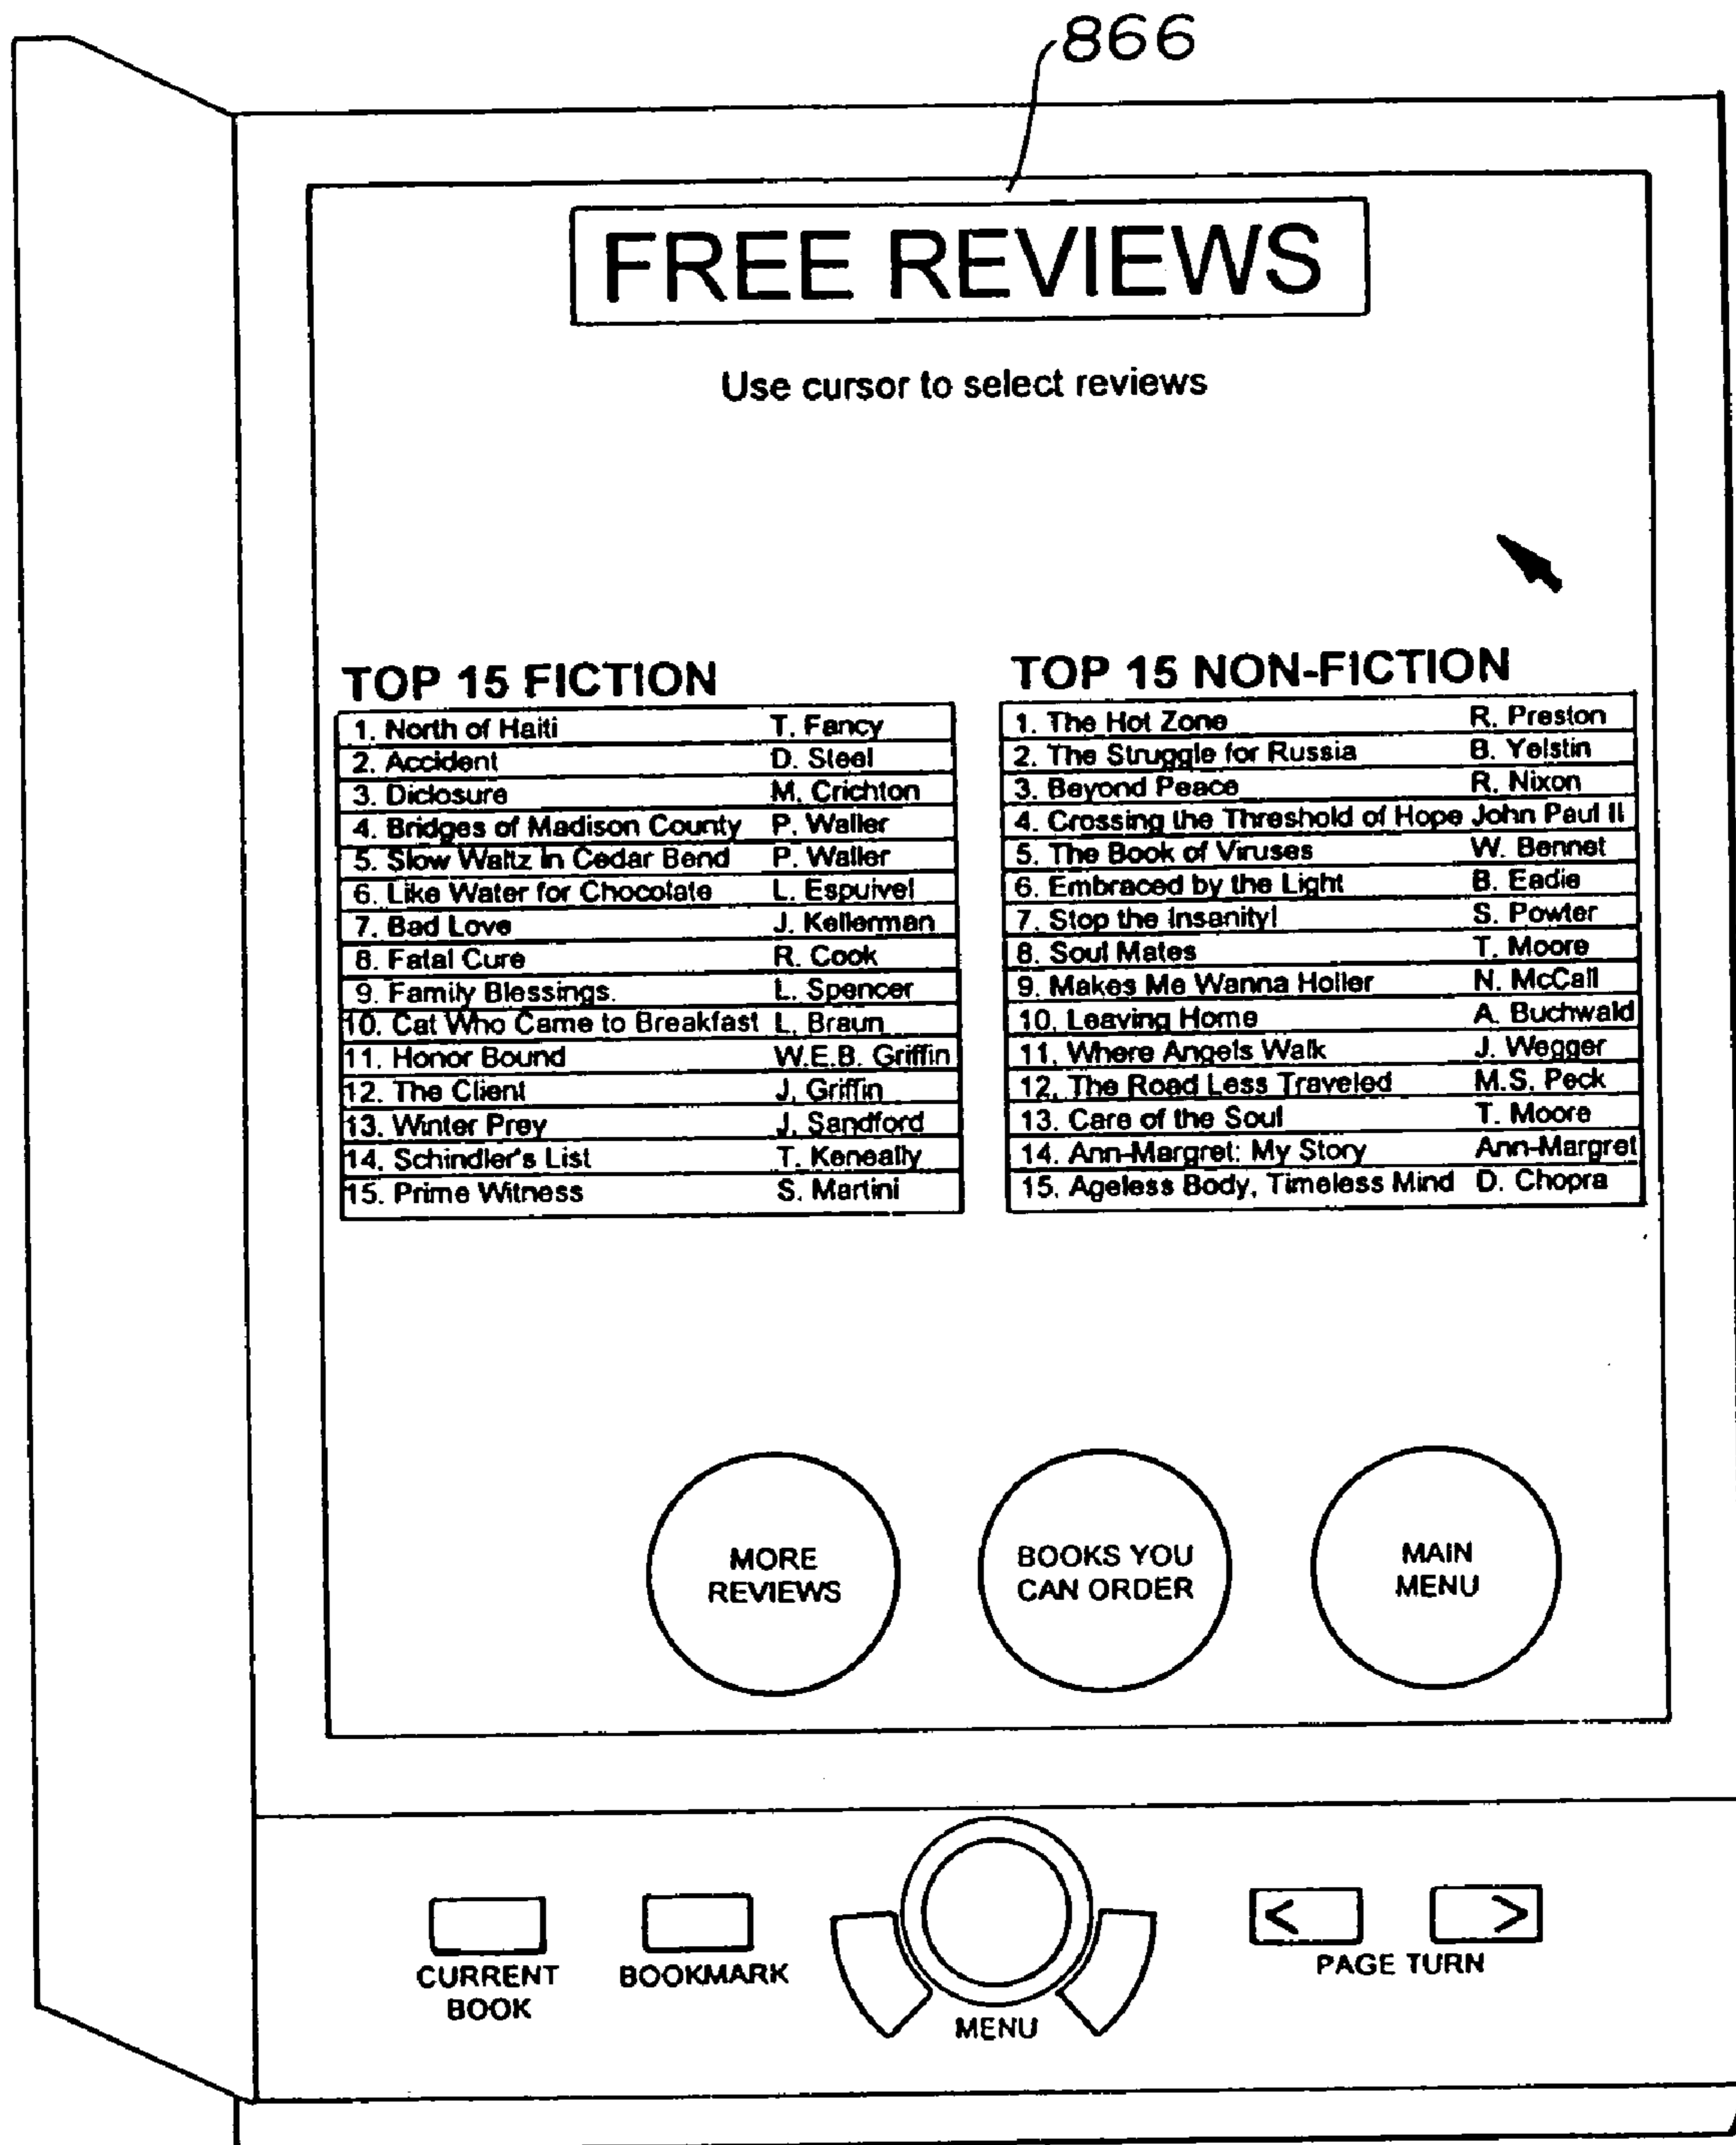 866
FREE REVIEWS
Use cursor to select reviews
TOP 15 FICTION
1. North of Haiti T. Fancy
2. Accident D. Steel
3. Diclosure M. Crichton
4. Bridges of Madison County P. Waller
5. Slow Waltz in Cedar Bend P. Waller
6. Like Water for Chocolate L. Espuivel
7. Bad Love J. Kellerman
8. Fatal Cure R. Cook
9. Family Blessings. L. Spencer
10. Cat Who Came to Breakfast L. Braun
11. Honor Bound W.E.B. Griffin
12. The Client J. Griffin
13. Winter Prey J. Sandford
14. Schindler's List T. Keneally
15. Prime Witness S. Martini
TOP 15 NON-FICTION
1. The Hot Zone R. Preston
2. The Struggle for Russia B. Yelstin
3. Beyond Peace R. Nixon
4. Crossing the Threshold of Hope John Paul II
5. The Book of Viruses W. Bennet
6. Embraced by the Light B. Eadie
7. Stop the Insanity! S. Powter
8. Soul Mates T. Moore
9. Makes Me Wanna Holler N. McCall
10. Leaving Home A. Buchwald
11. Where Angels Walk J. Wegger
12. The Road Less Traveled M.S. Peck
13. Care of the Soul T. Moore
14. Ann-Margret: My Story Ann-Margret
15. Ageless Body, Timeless Mind D. Chopra
MORE
REVIEWS
BOOKS YOU
CAN ORDER
MAIN
MENU
CURRENT
BOOK
BOOKMARK
MENU
< >
PAGE TURN